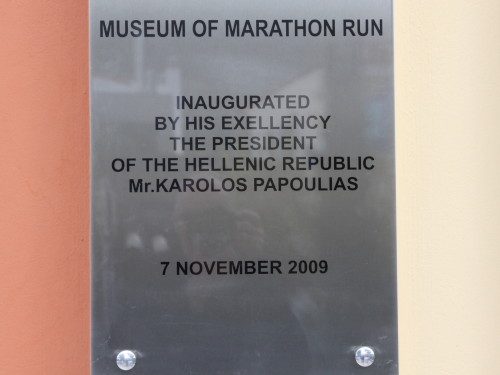 MUSEUM OF MARATHON RUN
INAUGURATED
BY HIS EXELLENCY
THE PRESIDENT
OF THE HELLENIC REPUBLIC
Mr.KAROLOS PAPOULIAS
7 NOVEMBER 2009